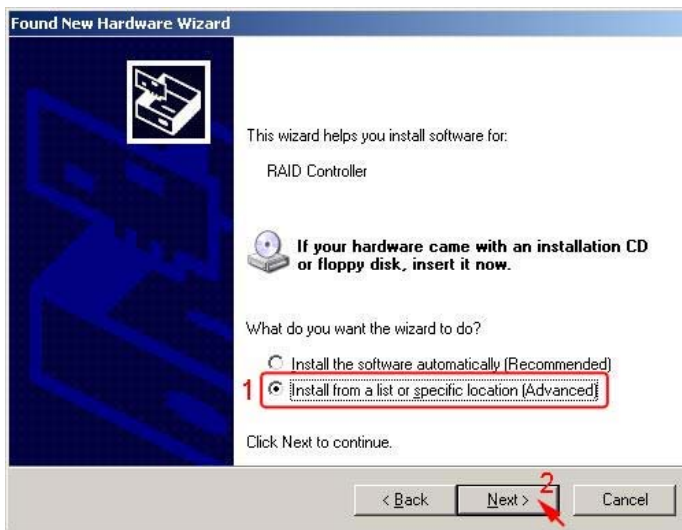 Found New Hardware Wizard
This wizard helps you install software for:
RAID Controller
If your hardware came with an installation CD
or floppy disk, insert it now.
What do you want the wizard to do?
Install the software automatically (Recommended)
1 Install from a list or specific location (Advanced)
Click Next to continue.
2
< Back Next > Cancel